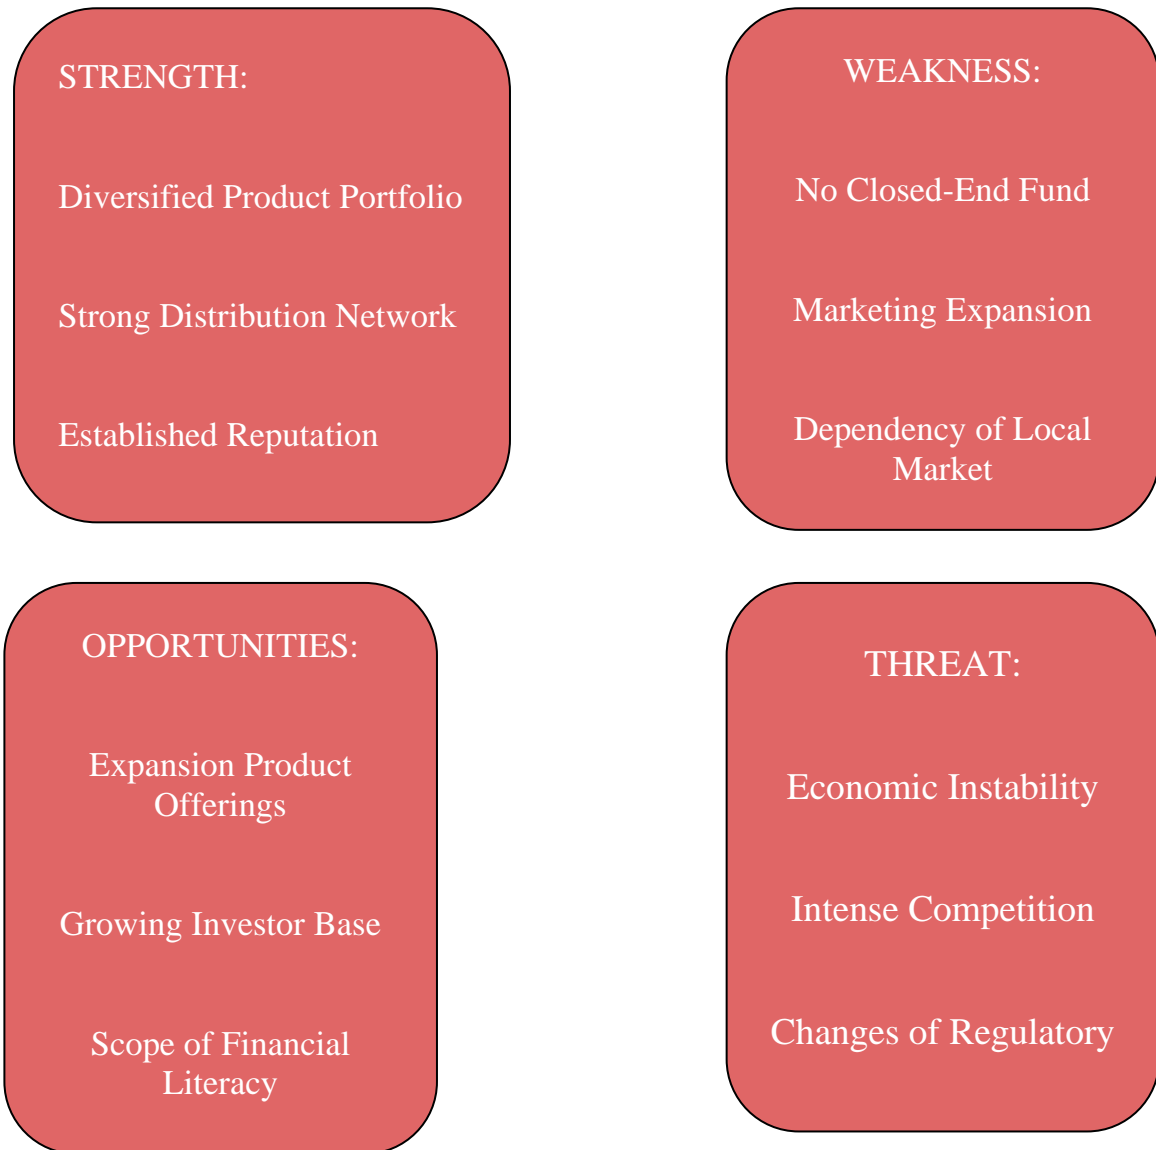 STRENGTH:
Diversified Product Portfolio
Strong Distribution Network
Established Reputation
WEAKNESS:
No Closed-End Fund
Marketing Expansion
Dependency of Local
Market
OPPORTUNITIES:
Expansion Product
Offerings
Growing Investor Base
Scope of Financial
Literacy
THREAT:
Economic Instability
Intense Competition
Changes of Regulatory